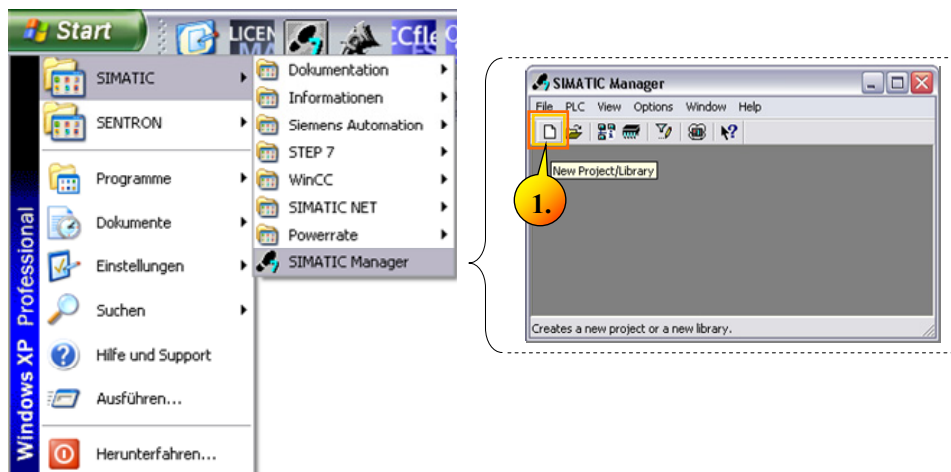 Start
LICEN
CCfle
SIMATIC
SENTRON
Programme
Dokumente
Einstellungen
Suchen
Hilfe und Support
Ausführen...
Herunterfahren...
Windows XP Professional
Dokumentation
Informationen
Siemens Automation
STEP 7
WinCC
SIMATIC NET
Powerrate
SIMATIC Manager
SIMATIC Manager
File PLC View Options Window Help
New Project/Library
1.
Creates a new project or a new library.